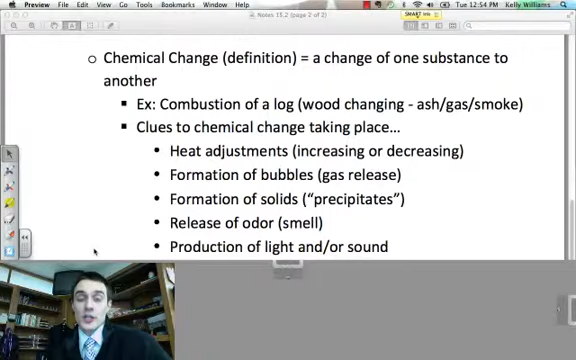 Preview File Edit View Go Tools Bookmarks Window Help Tue 12:54 PM Kelly Williams
Notes 15.2 (page 2 of 2)
SMART Ink
○ Chemical Change (definition) = a change of one substance to
another
▪ Ex: Combustion of a log (wood changing - ash/gas/smoke)
▪ Clues to chemical change taking place…
• Heat adjustments (increasing or decreasing)
• Formation of bubbles (gas release)
• Formation of solids (“precipitates”)
• Release of odor (smell)
• Production of light and/or sound